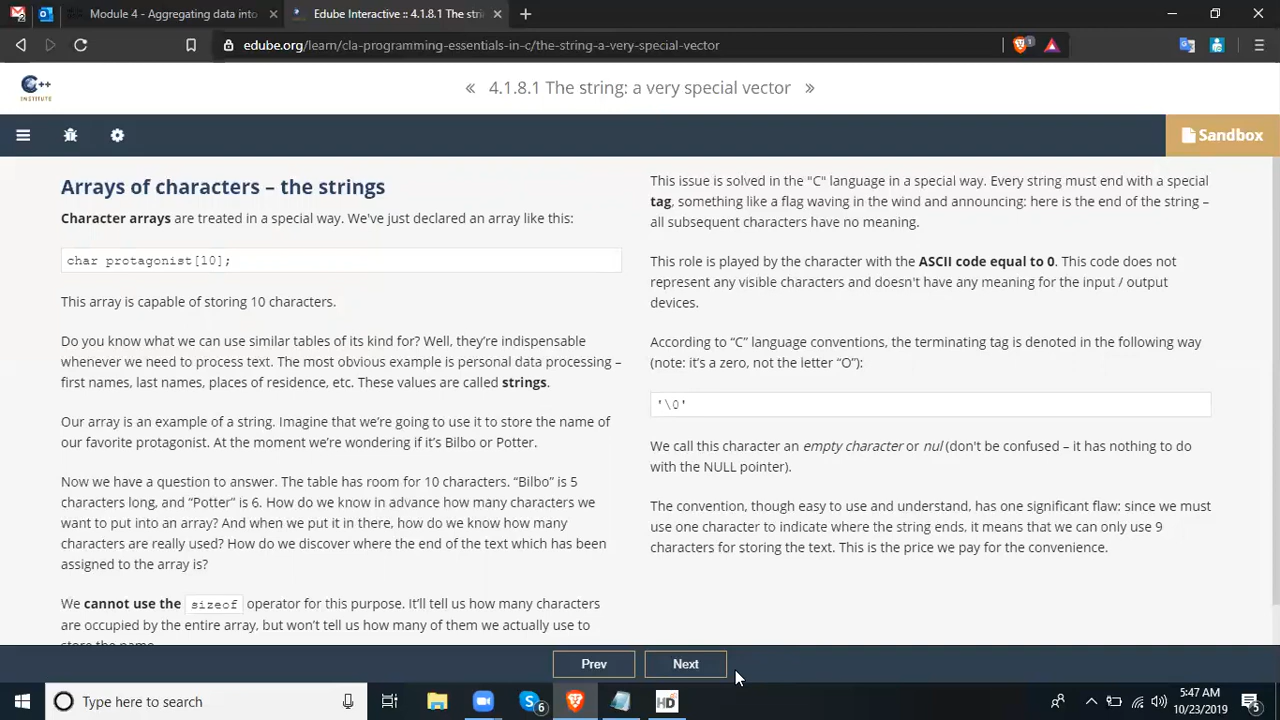 Module 4 - Aggregating data into
Edube Interactive :: 4.1.8.1 The stri
edube.org/learn/cla-programming-essentials-in-c/the-string-a-very-special-vector
1
C++
INSTITUTE
« 4.1.8.1 The string: a very special vector »
Sandbox
Arrays of characters – the strings
Character arrays are treated in a special way. We've just declared an array like this:
char protagonist[10];
This array is capable of storing 10 characters.
Do you know what we can use similar tables of its kind for? Well, they’re indispensable
whenever we need to process text. The most obvious example is personal data processing –
first names, last names, places of residence, etc. These values are called strings.
Our array is an example of a string. Imagine that we’re going to use it to store the name of
our favorite protagonist. At the moment we’re wondering if it’s Bilbo or Potter.
Now we have a question to answer. The table has room for 10 characters. “Bilbo” is 5
characters long, and “Potter” is 6. How do we know in advance how many characters we
want to put into an array? And when we put it in there, how do we know how many
characters are really used? How do we discover where the end of the text which has been
assigned to the array is?
We cannot use the sizeof operator for this purpose. It’ll tell us how many characters
are occupied by the entire array, but won’t tell us how many of them we actually use to
store the name.
This issue is solved in the "C" language in a special way. Every string must end with a special
tag, something like a flag waving in the wind and announcing: here is the end of the string –
all subsequent characters have no meaning.
This role is played by the character with the ASCII code equal to 0. This code does not
represent any visible characters and doesn't have any meaning for the input / output
devices.
According to “C” language conventions, the terminating tag is denoted in the following way
(note: it’s a zero, not the letter “O”):
'\0'
We call this character an empty character or nul (don't be confused – it has nothing to do
with the NULL pointer).
The convention, though easy to use and understand, has one significant flaw: since we must
use one character to indicate where the string ends, it means that we can only use 9
characters for storing the text. This is the price we pay for the convenience.
Prev
Next
Type here to search
6
HD
5:47 AM
10/23/2019
5